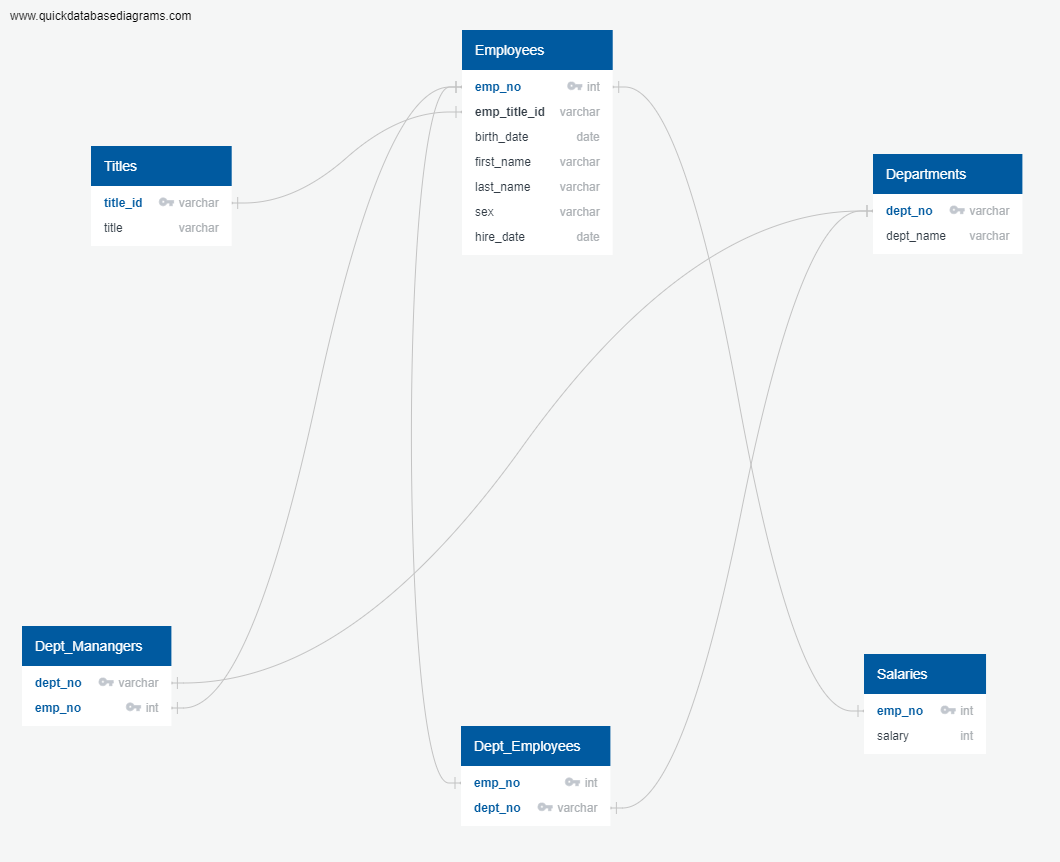 www.quickdatabasediagrams.com
Employees
emp_no int
emp_title_id varchar
birth_date date
first_name varchar
last_name varchar
sex varchar
hire_date date
Titles
title_id varchar
title varchar
Departments
dept_no varchar
dept_name varchar
Dept_Manangers
dept_no varchar
emp_no int
Dept_Employees
emp_no int
dept_no varchar
Salaries
emp_no int
salary int